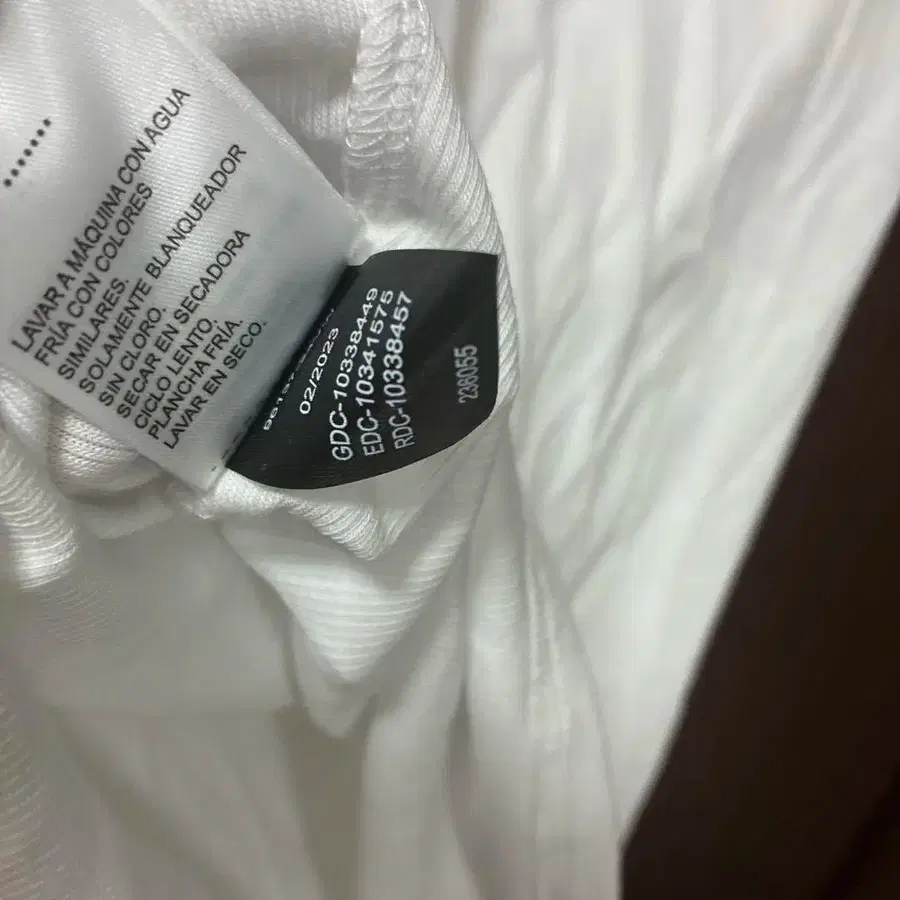 LAVAR A MÁQUINA CON AGUA
FRÍA CON COLORES
SIMILARES.
SOLAMENTE BLANQUEADOR
SIN CLORO.
SECAR EN SECADORA
CICLO LENTO.
PLANCHA FRÍA.
LAVAR EN SECO.
02/2023
GDC-10338449
EDC-10341575
RDC-10338457
236055